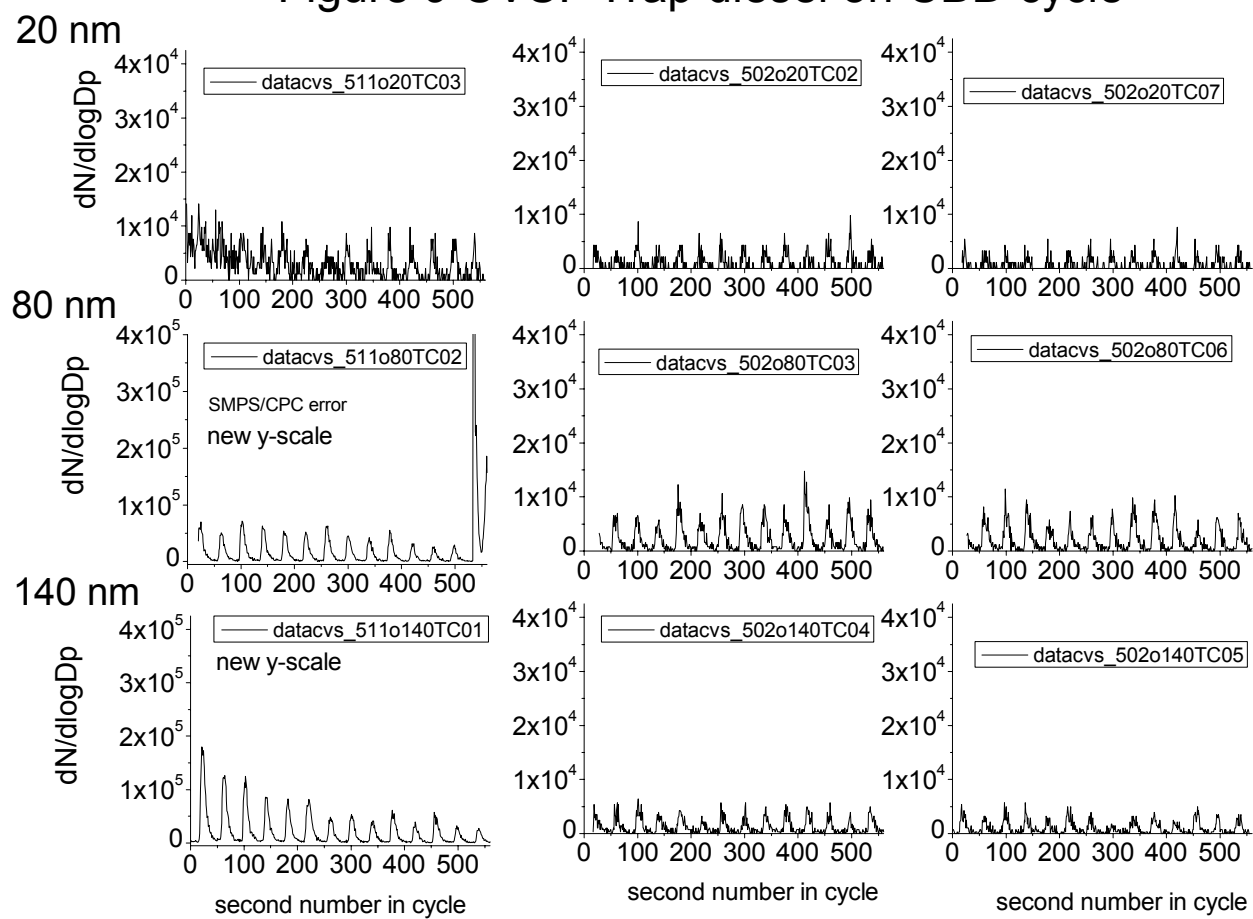 20 nm
dN/dlogDp
4x10^4
3x10^4
2x10^4
1x10^4
0
datacvs_511o20TC03
0 100 200 300 400 500
4x10^4
3x10^4
2x10^4
1x10^4
0
datacvs_502o20TC02
0 100 200 300 400 500
4x10^4
3x10^4
2x10^4
1x10^4
0
datacvs_502o20TC07
0 100 200 300 400 500
80 nm
dN/dlogDp
4x10^5
3x10^5
2x10^5
1x10^5
0
datacvs_511o80TC02
SMPS/CPC error
new y-scale
0 100 200 300 400 500
4x10^4
3x10^4
2x10^4
1x10^4
0
datacvs_502o80TC03
0 100 200 300 400 500
4x10^4
3x10^4
2x10^4
1x10^4
0
datacvs_502o80TC06
0 100 200 300 400 500
140 nm
dN/dlogDp
4x10^5
3x10^5
2x10^5
1x10^5
0
datacvs_511o140TC01
new y-scale
0 100 200 300 400 500
second number in cycle
4x10^4
3x10^4
2x10^4
1x10^4
0
datacvs_502o140TC04
0 100 200 300 400 500
second number in cycle
4x10^4
3x10^4
2x10^4
1x10^4
0
datacvs_502o140TC05
0 100 200 300 400 500
second number in cycle